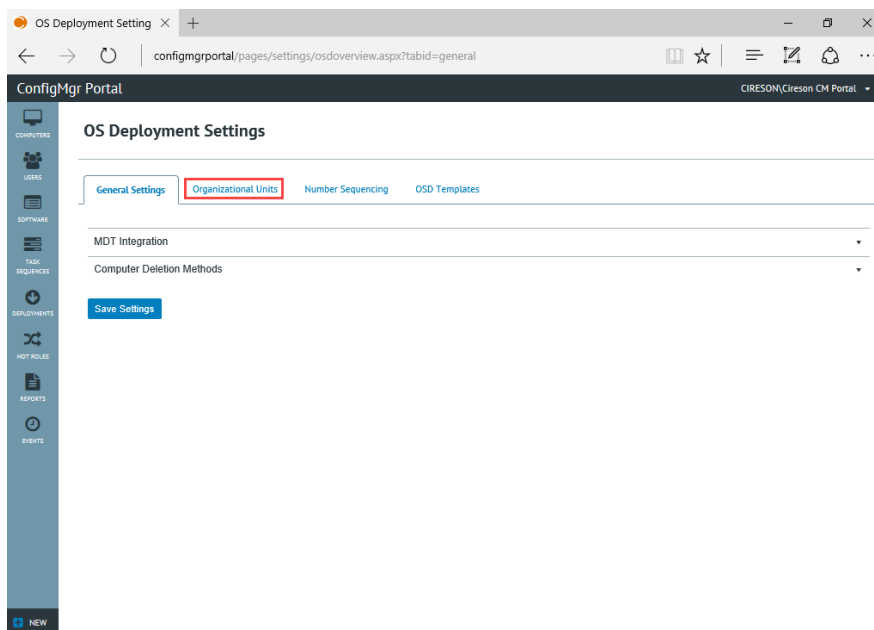 OS Deployment Setting
configmgrportal/pages/settings/osdoverview.aspx?tabid=general
ConfigMgr Portal
CIRESON\Cireson CM Portal
COMPUTERS
USERS
SOFTWARE
TASK
SEQUENCES
DEPLOYMENTS
MDT ROLES
REPORTS
EVENTS
NEW
OS Deployment Settings
General Settings
Organizational Units
Number Sequencing
OSD Templates
MDT Integration
Computer Deletion Methods
Save Settings